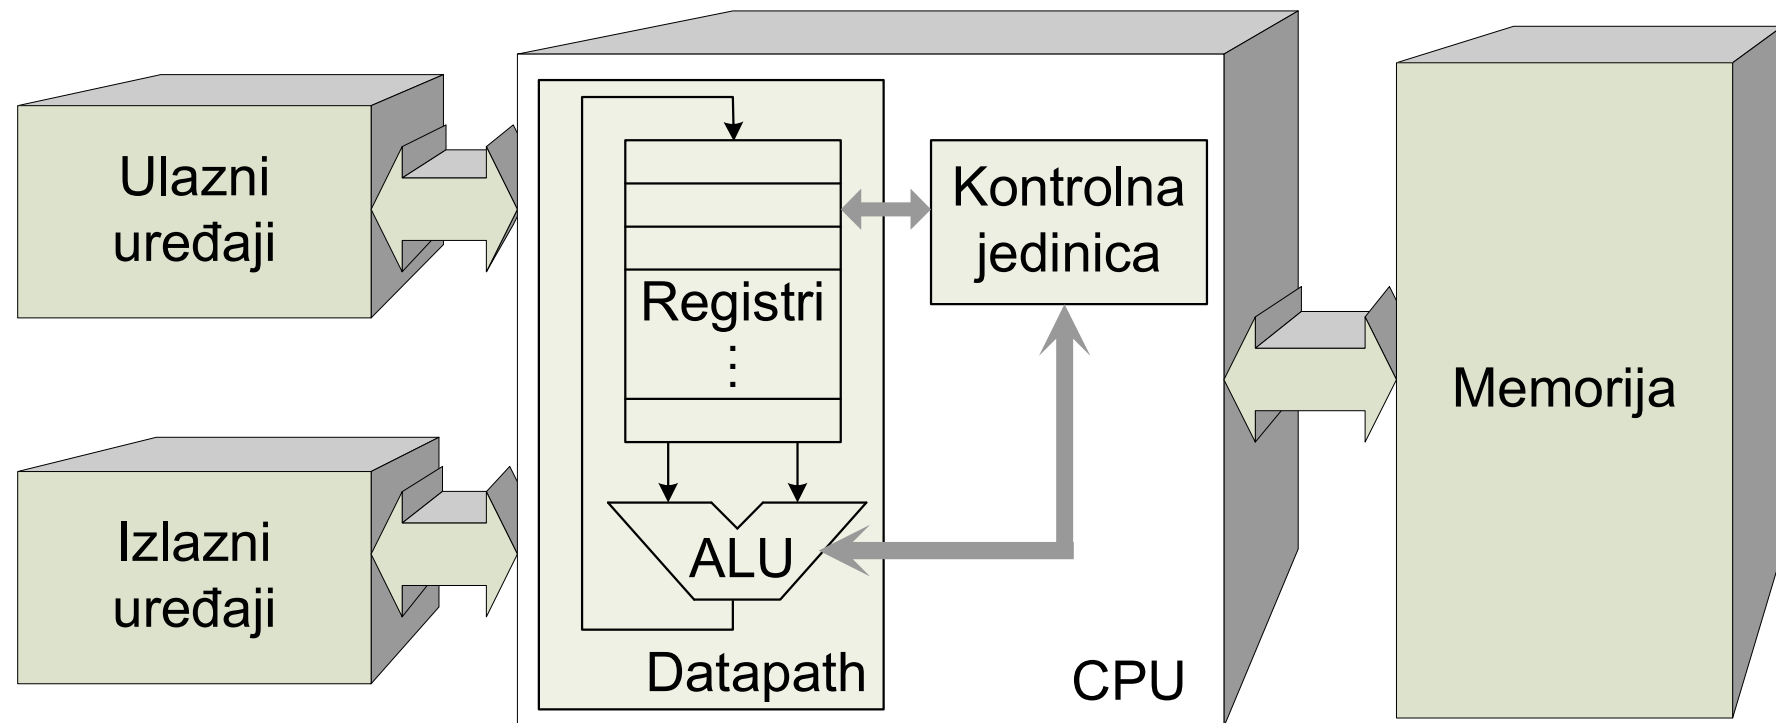 Ulazni
uređaji
Izlazni
uređaji
Registri
⋮
ALU
Datapath
Kontrolna
jedinica
CPU
Memorija